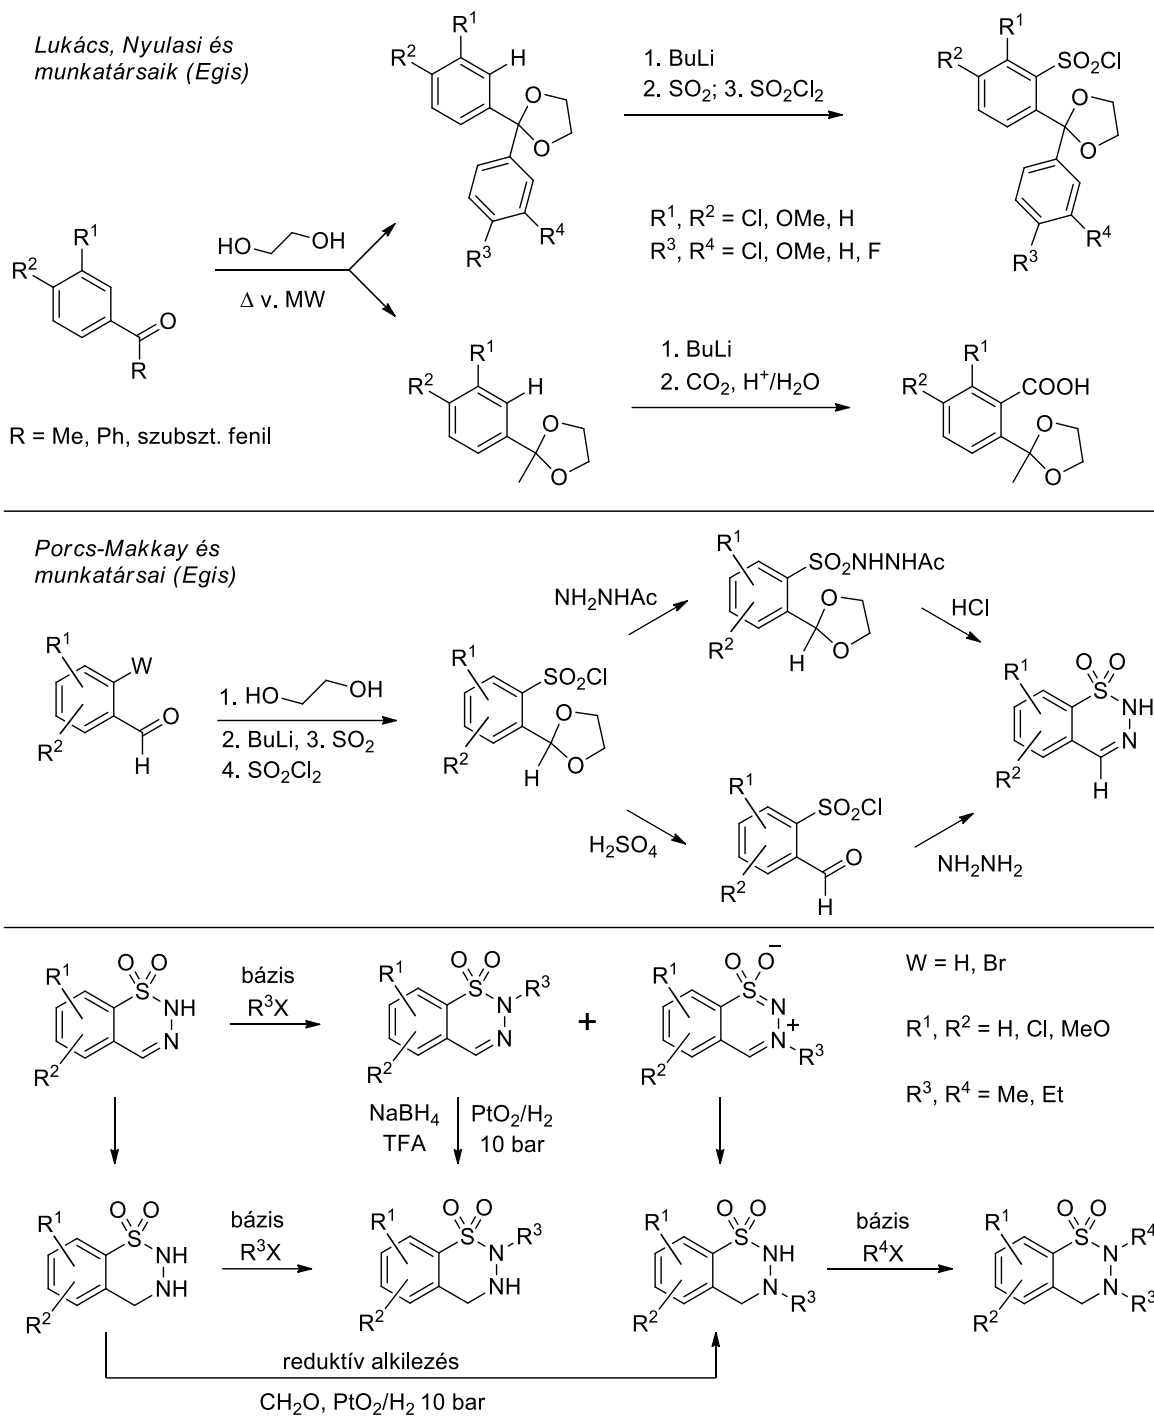 Lukács, Nyulasi és
munkatársaik (Egis)
R¹
R²
H
O
O
R³
R⁴
1. BuLi
2. SO₂; 3. SO₂Cl₂
R¹, R² = Cl, OMe, H
R³, R⁴ = Cl, OMe, H, F
R¹
R²
SO₂Cl
O
O
R³
R⁴
R¹
R²
O
R
HO
OH
Δ v. MW
R = Me, Ph, szubszt. fenil
R¹
R²
H
O
O
1. BuLi
2. CO₂, H⁺/H₂O
R¹
R²
COOH
O
O
Porcs-Makkay és
munkatársai (Egis)
R¹
W
O
R²
H
1. HO
OH
2. BuLi, 3. SO₂
4. SO₂Cl₂
R¹
SO₂Cl
O
R²
H
O
NH₂NHAc
R¹
SO₂NHNHAc
O
R²
H
O
HCl
H₂SO₄
R¹
SO₂Cl
O
R²
H
NH₂NH₂
R¹
O
O
S
NH
N
R²
H
R¹
O
O
S
NH
N
R²
bázis
R³X
R¹
O
O
S
N
R³
N
R²
+
R¹
O
O⁻
S
N
N
+
R³
R²
W = H, Br
R¹, R² = H, Cl, MeO
R³, R⁴ = Me, Et
NaBH₄
TFA
PtO₂/H₂
10 bar
R¹
O
O
S
NH
NH
R²
bázis
R³X
R¹
O
O
S
N
R³
NH
R²
R¹
O
O
S
NH
N
R³
R²
bázis
R⁴X
R¹
O
O
S
N
R⁴
N
R³
R²
reduktív alkilezés
CH₂O, PtO₂/H₂ 10 bar